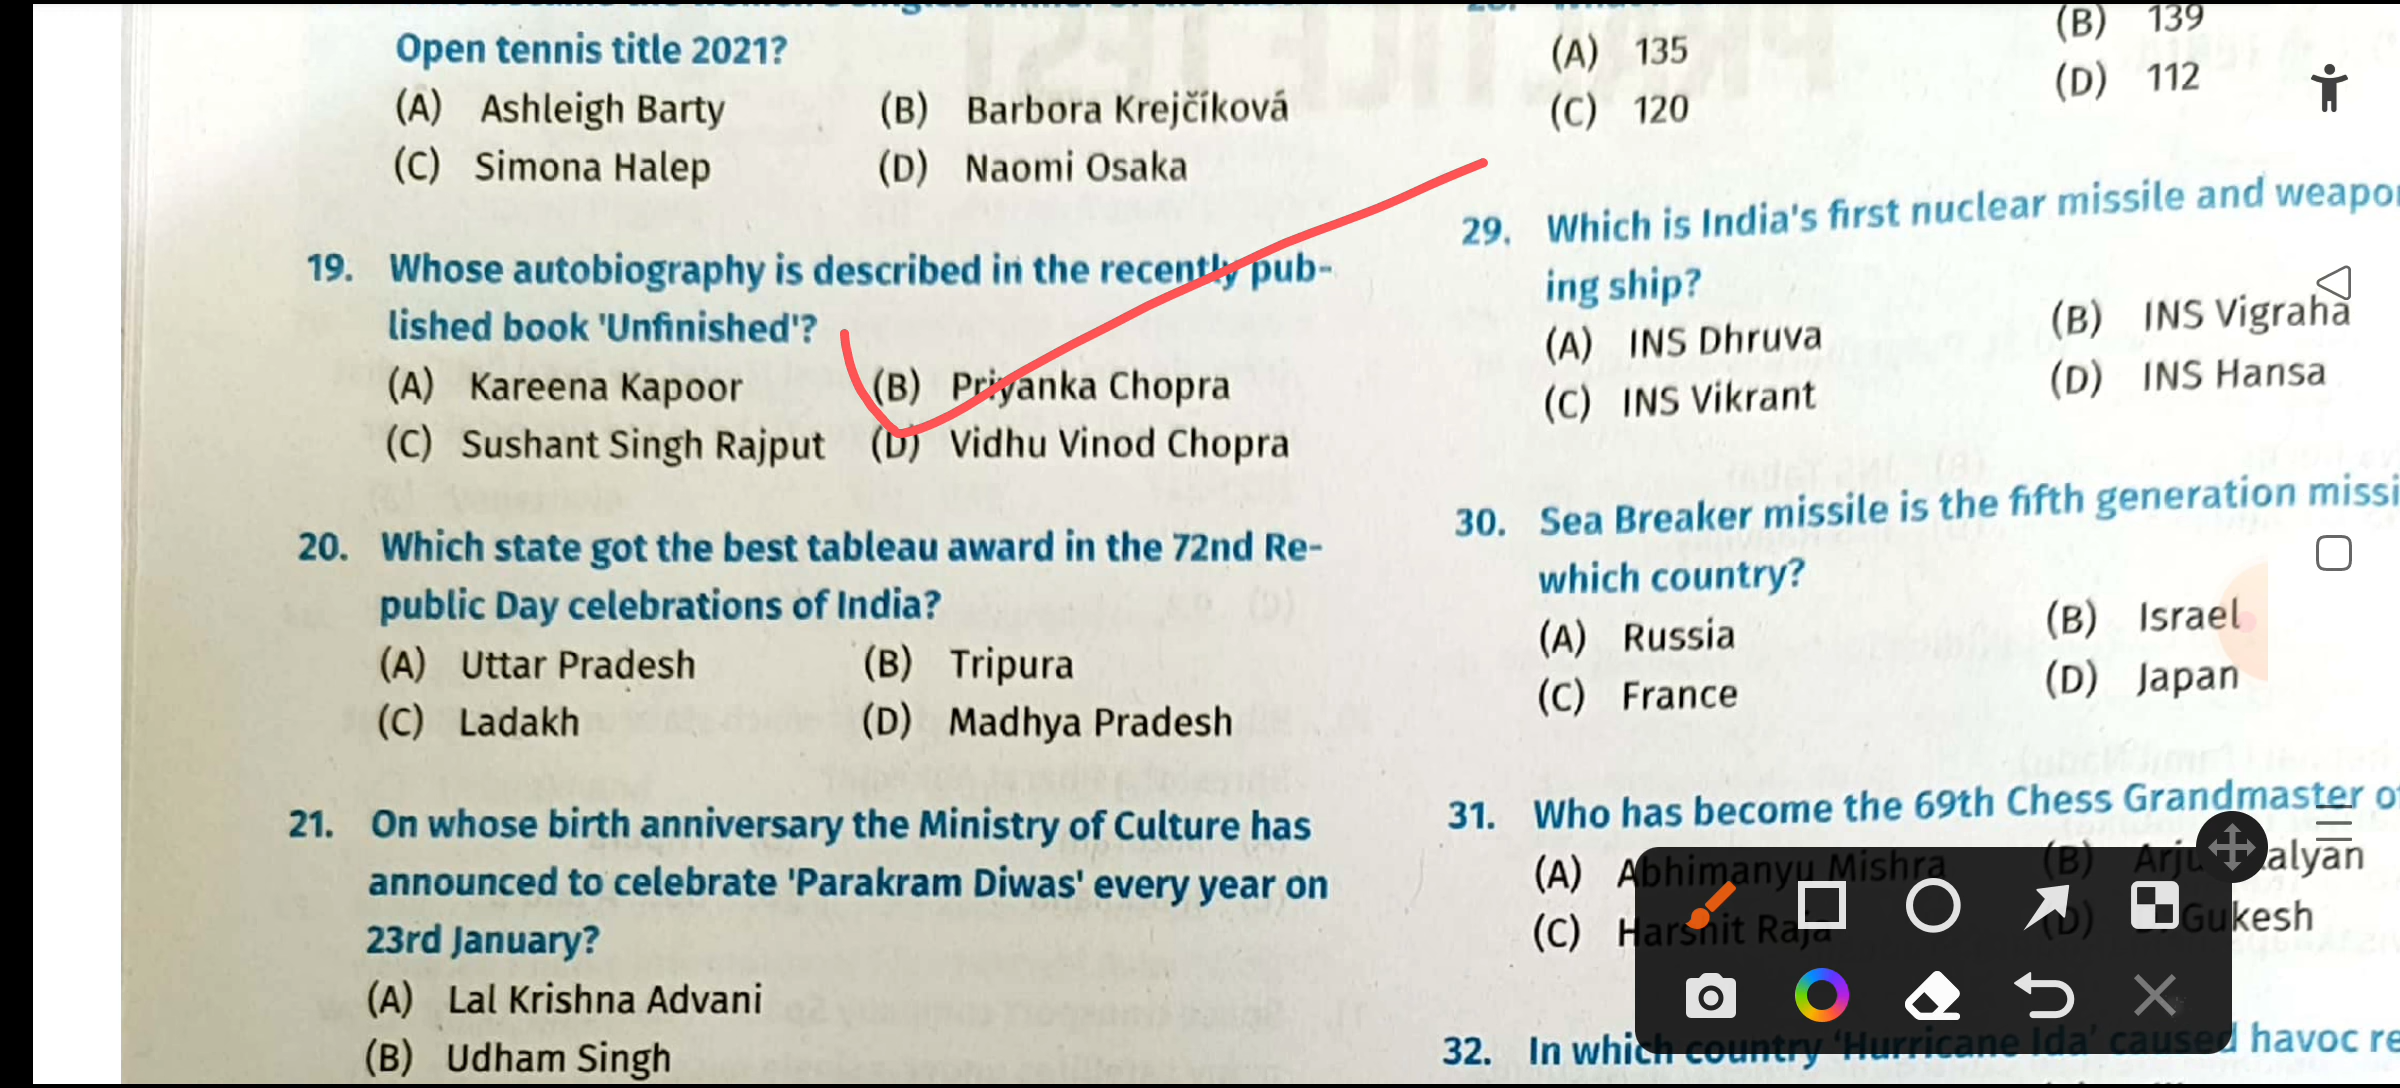 Open tennis title 2021?
(A) Ashleigh Barty (B) Barbora Krejčíková
(C) Simona Halep (D) Naomi Osaka
19. Whose autobiography is described in the recently pub-
lished book 'Unfinished'?
(A) Kareena Kapoor (B) Priyanka Chopra
(C) Sushant Singh Rajput (D) Vidhu Vinod Chopra
20. Which state got the best tableau award in the 72nd Re-
public Day celebrations of India?
(A) Uttar Pradesh (B) Tripura
(C) Ladakh (D) Madhya Pradesh
21. On whose birth anniversary the Ministry of Culture has
announced to celebrate 'Parakram Diwas' every year on
23rd January?
(A) Lal Krishna Advani
(B) Udham Singh
(A) 135 (B) 139
(C) 120 (D) 112
29. Which is India's first nuclear missile and weapon
ing ship?
(A) INS Dhruva (B) INS Vigraha
(C) INS Vikrant (D) INS Hansa
30. Sea Breaker missile is the fifth generation missi
which country?
(A) Russia (B) Israel
(C) France (D) Japan
31. Who has become the 69th Chess Grandmaster of
(A) Abhimanyu Mishra (B) Arju alyan
(C) Harshit Raja (D) Gukesh
32. In which country 'Hurricane Ida' caused havoc re